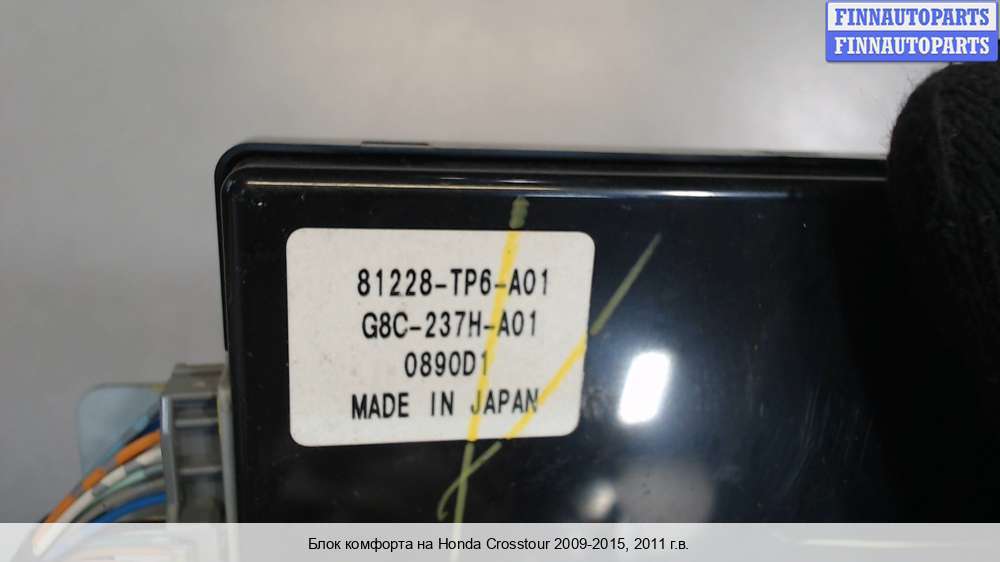 FINNAUTOPARTS
FINNAUTOPARTS
81228-TP6-A01
G8C-237H-A01
0890D1
MADE IN JAPAN
Блок комфорта на Honda Crosstour 2009-2015, 2011 г.в.